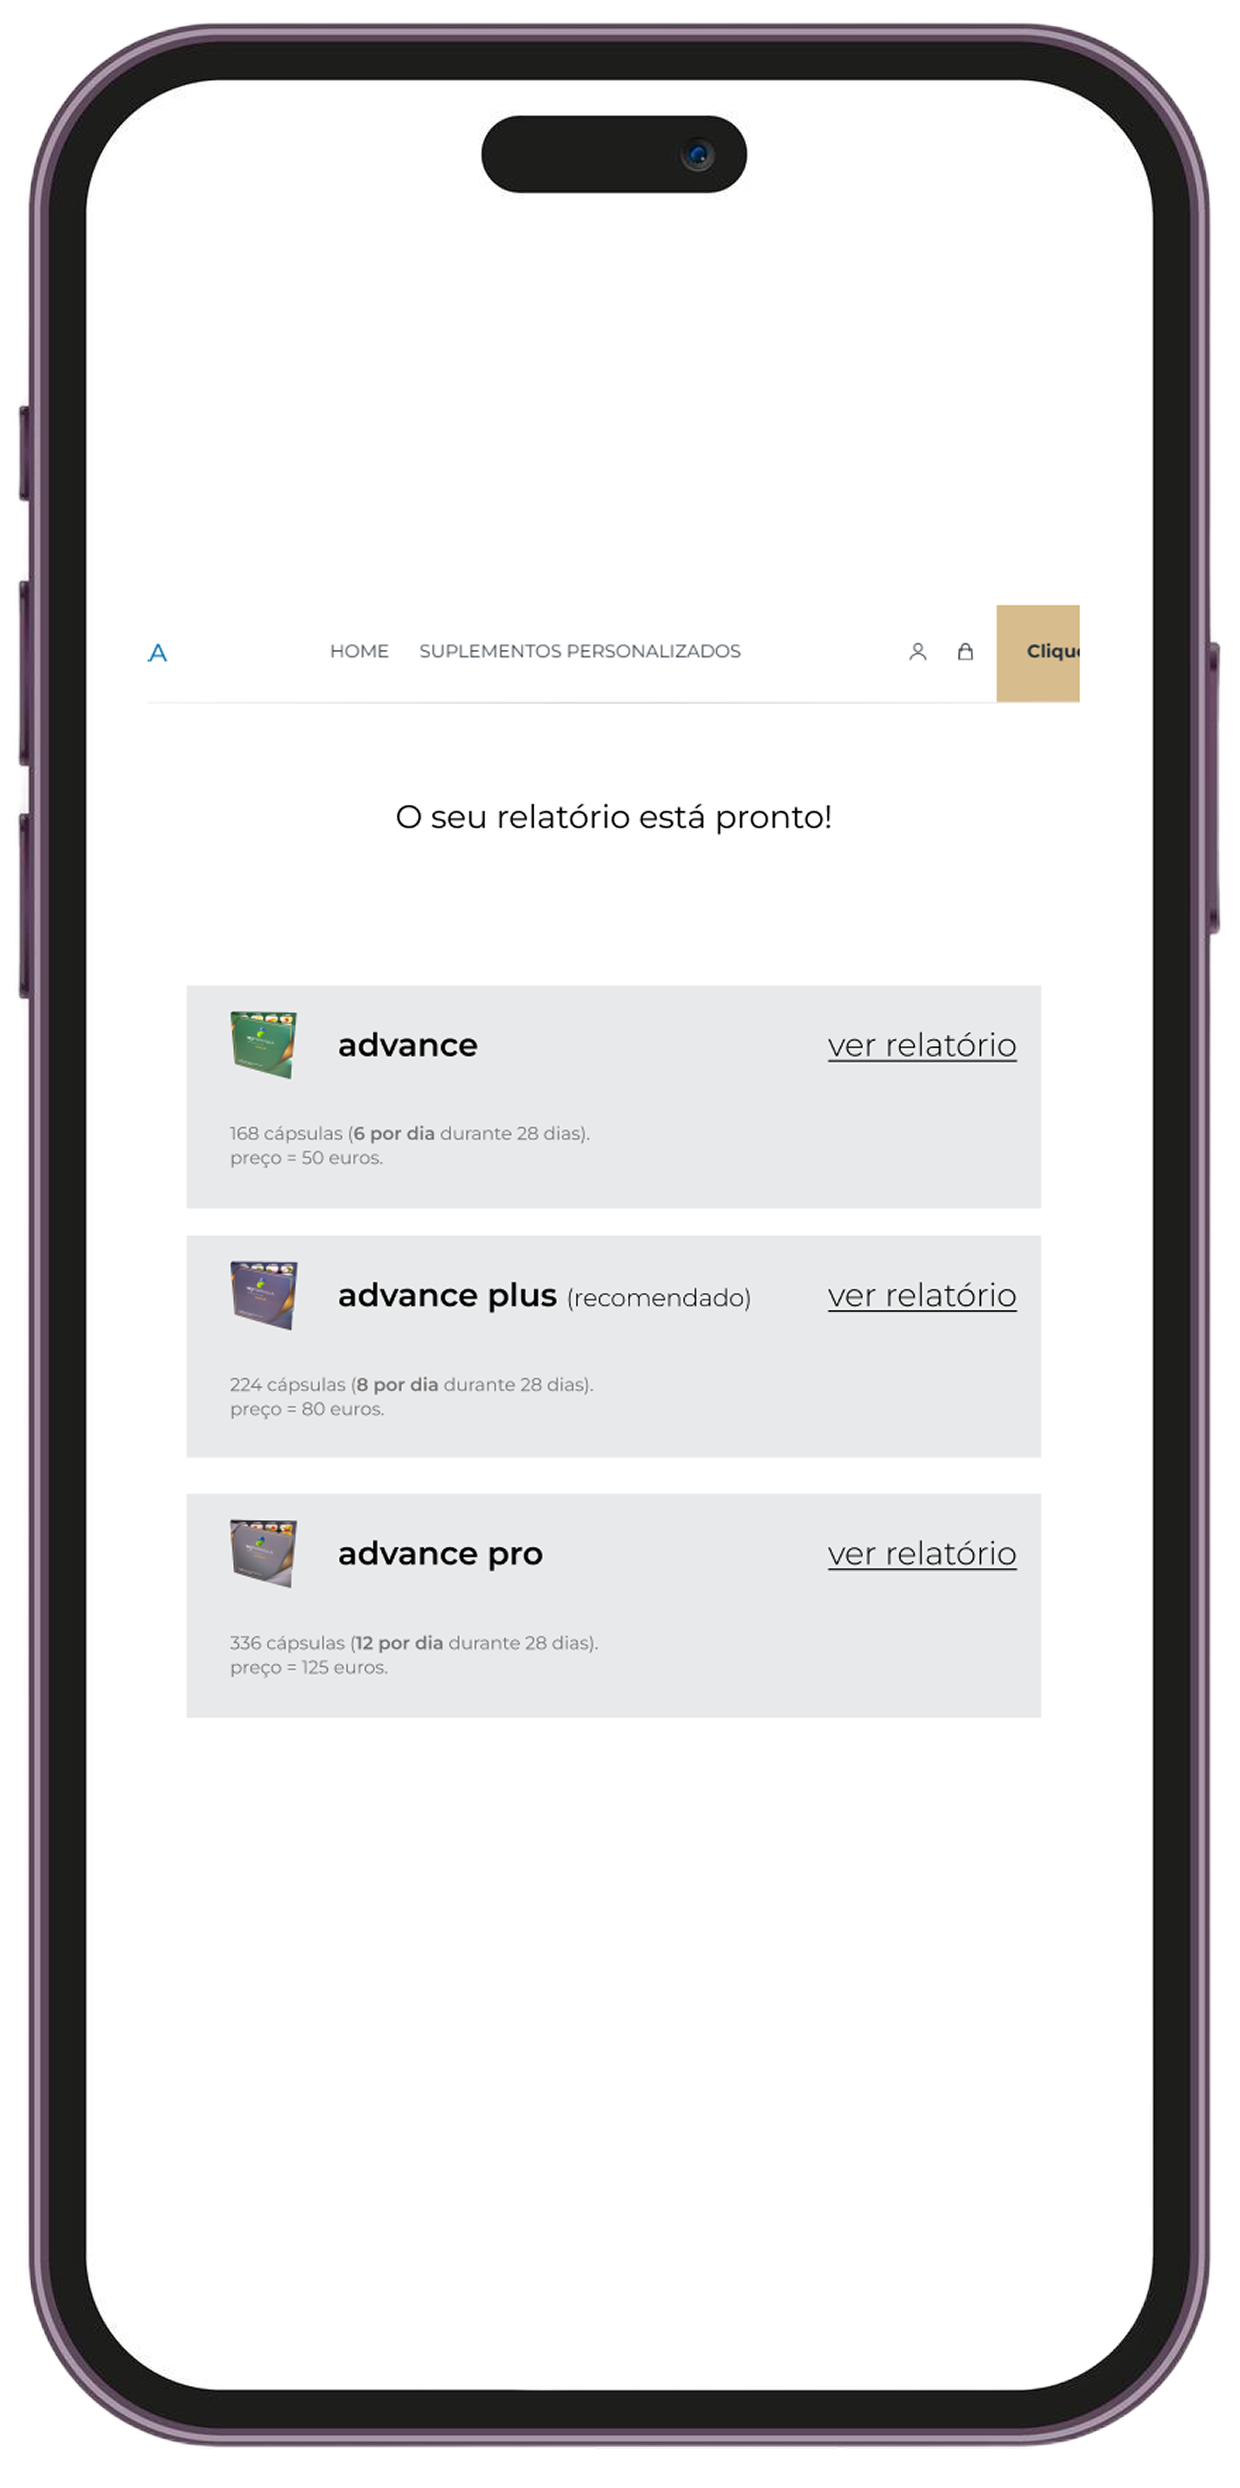 A
HOME SUPLEMENTOS PERSONALIZADOS
Clique
O seu relatório está pronto!
advance ver relatório
168 cápsulas (6 por dia durante 28 dias).
preço = 50 euros.
advance plus (recomendado) ver relatório
224 cápsulas (8 por dia durante 28 dias).
preço = 80 euros.
advance pro ver relatório
336 cápsulas (12 por dia durante 28 dias).
preço = 125 euros.